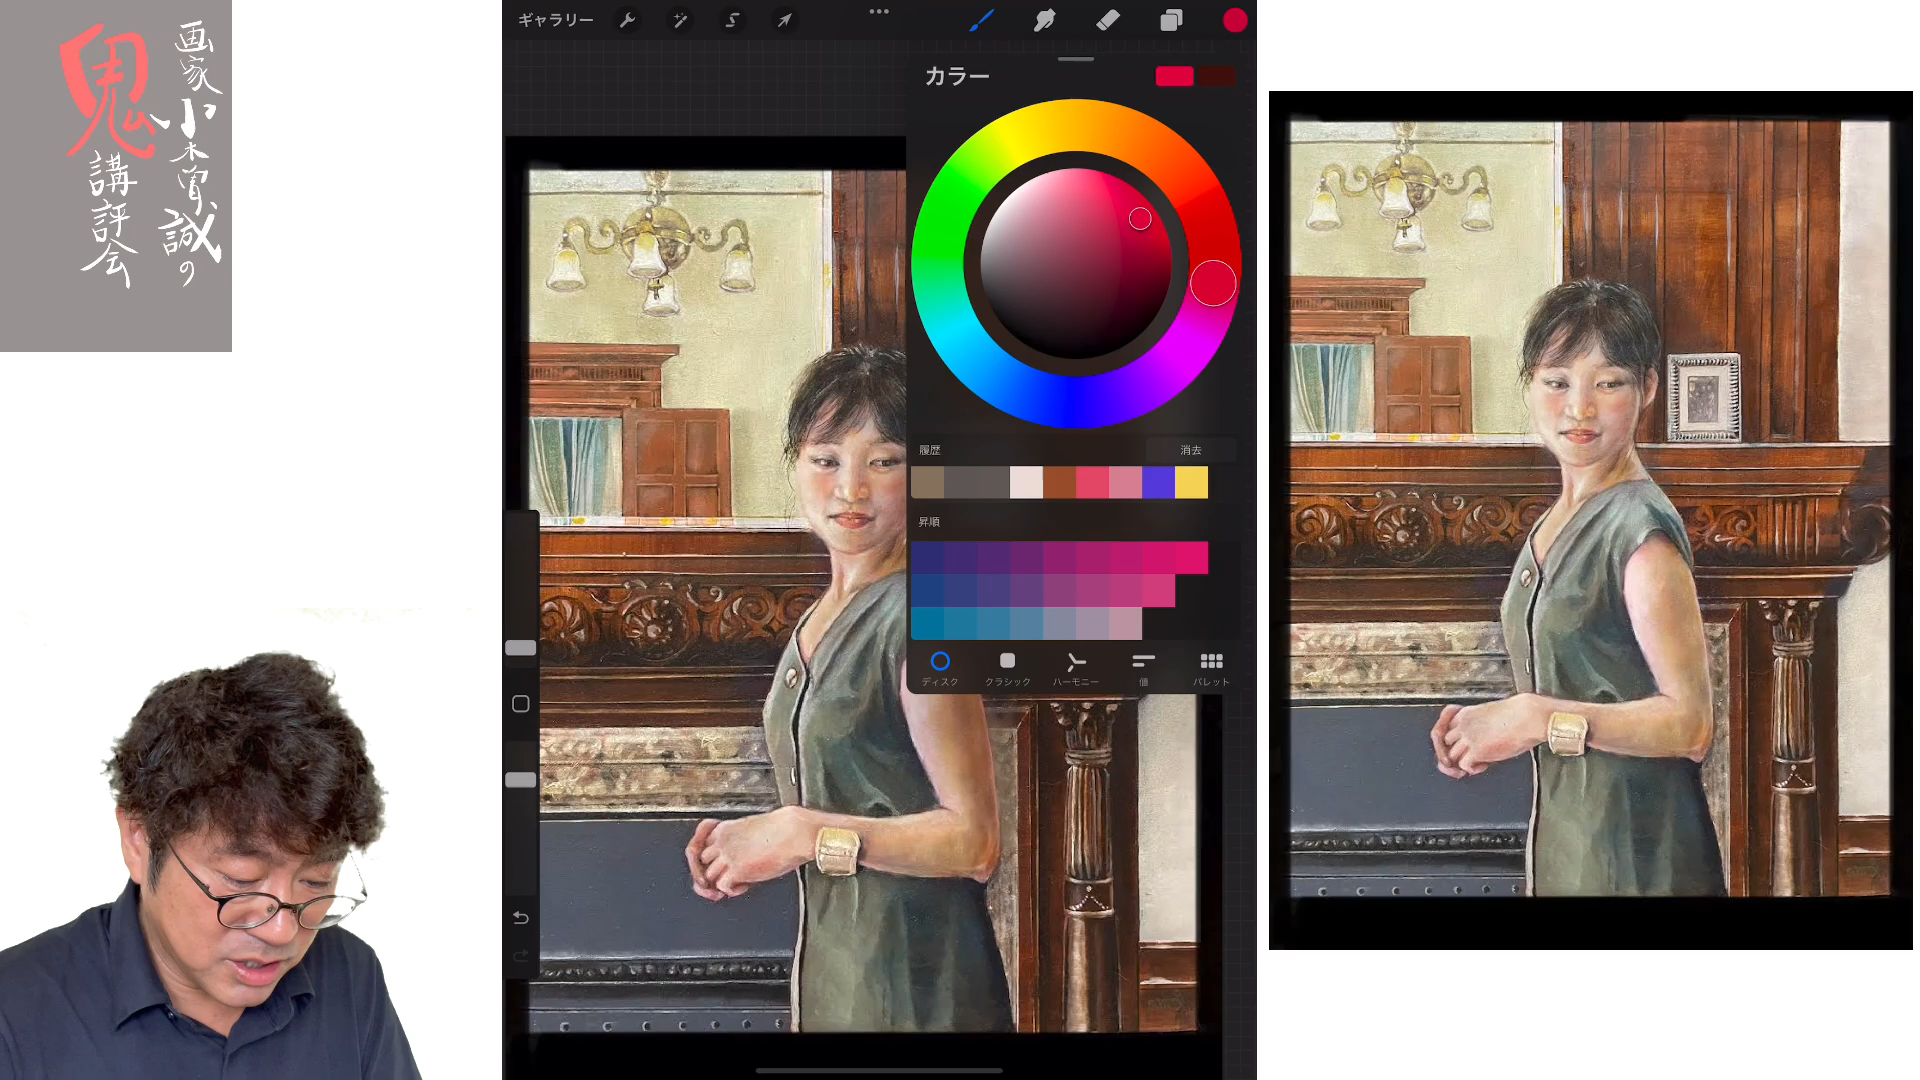 画家小木曽誠の
鬼
講評会
ギャラリー
カラー
履歴
消去
昇順
ディスク
クラシック
ハーモニー
値
パレット